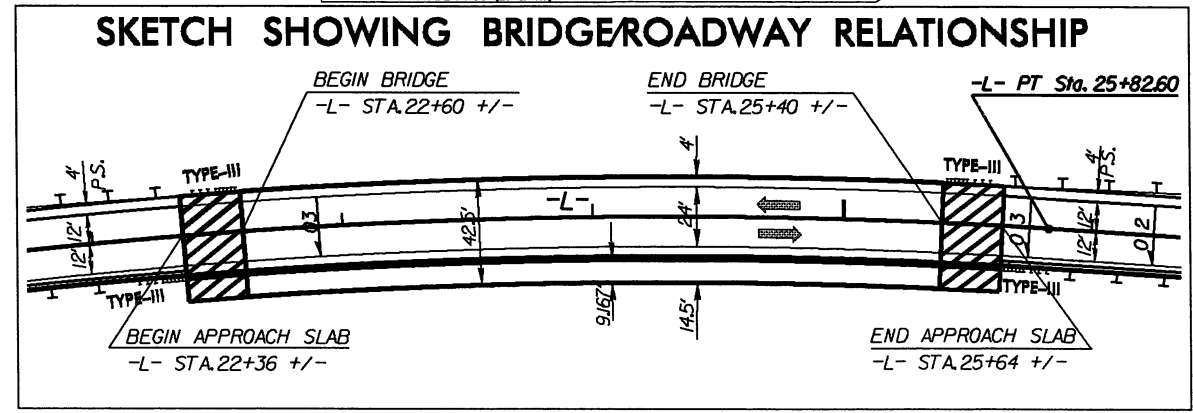 SKETCH SHOWING BRIDGE/ROADWAY RELATIONSHIP
BEGIN BRIDGE
-L- STA.22+60 +/-
END BRIDGE
-L- STA.25+40 +/-
-L- PT Sta.25+82.60
4'
P.S.
TYPE-III
4'
TYPE-III
4'
P.S.
12'
12'
03
42.5'
-L-
24'
0.3
12'
12'
0.2
TYPE-III
9.167'
14.5'
TYPE-III
BEGIN APPROACH SLAB
-L- STA.22+36 +/-
END APPROACH SLAB
-L- STA.25+64 +/-